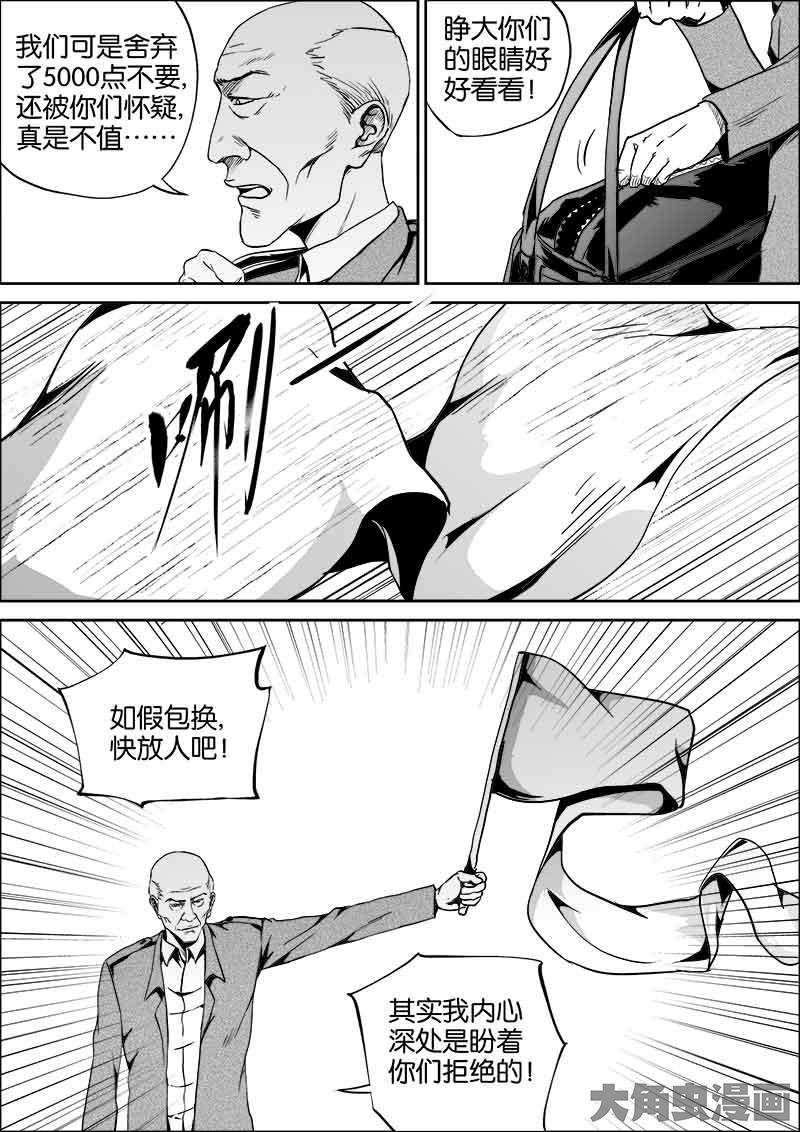 我们可是舍弃
了5000点不要,
还被你们怀疑,
真是不值……
睁大你们
的眼睛好
好看看!
唰
如假包换,
快放人吧!
其实我内心
深处是盼着
你们拒绝的!
大角虫漫画